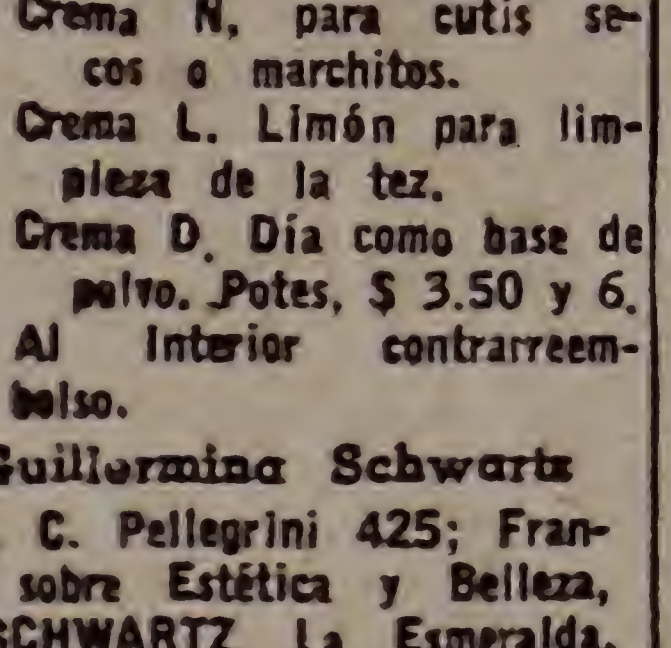 Crema N, para cutis se-
cos o marchitos.
Crema L. Limón para lim-
pieza de la tez.
Crema D. Día como base de
polvo. Potes, $ 3.50 y 6.
Al Interior contrarreem-
bolso.
Guillermina Schwartz
C. Pellegrini 425; Fran-
sobre Estética y Belleza,
SCHWARTZ La Esmeralda.